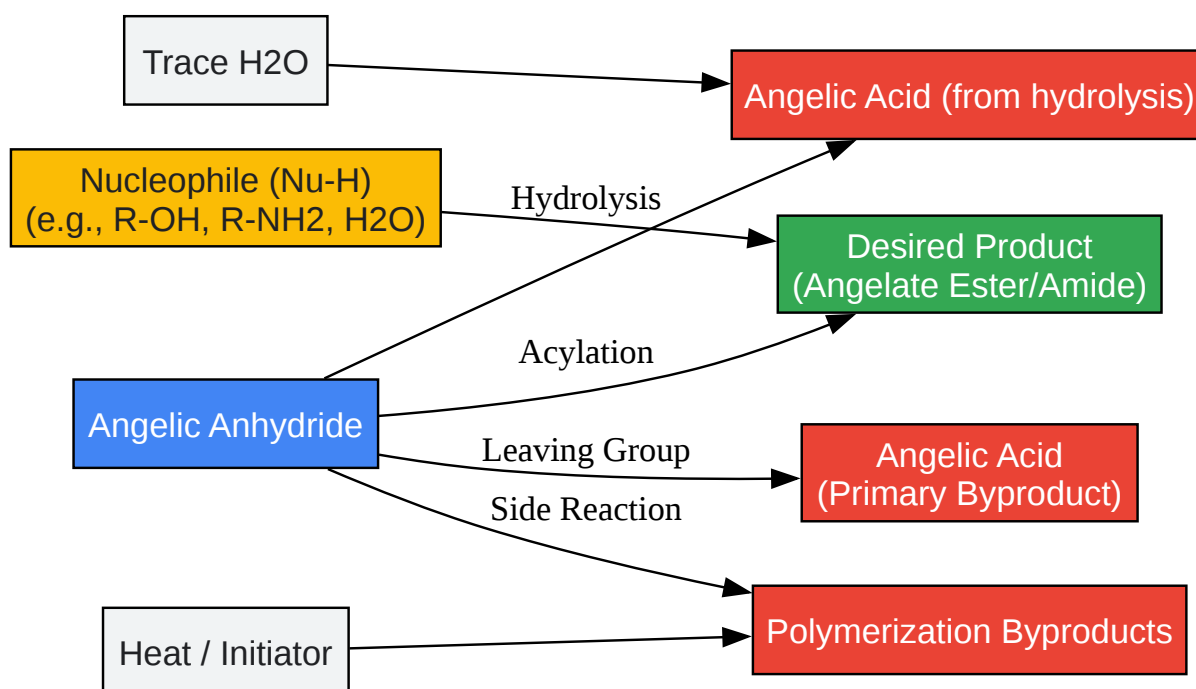 Trace H2O
Angelic Acid (from hydrolysis)
Nucleophile (Nu-H)
(e.g., R-OH, R-NH2, H2O)
Hydrolysis
Desired Product
(Angelate Ester/Amide)
Acylation
Angelic Anhydride
Leaving Group
Angelic Acid
(Primary Byproduct)
Side Reaction
Heat / Initiator
Polymerization Byproducts